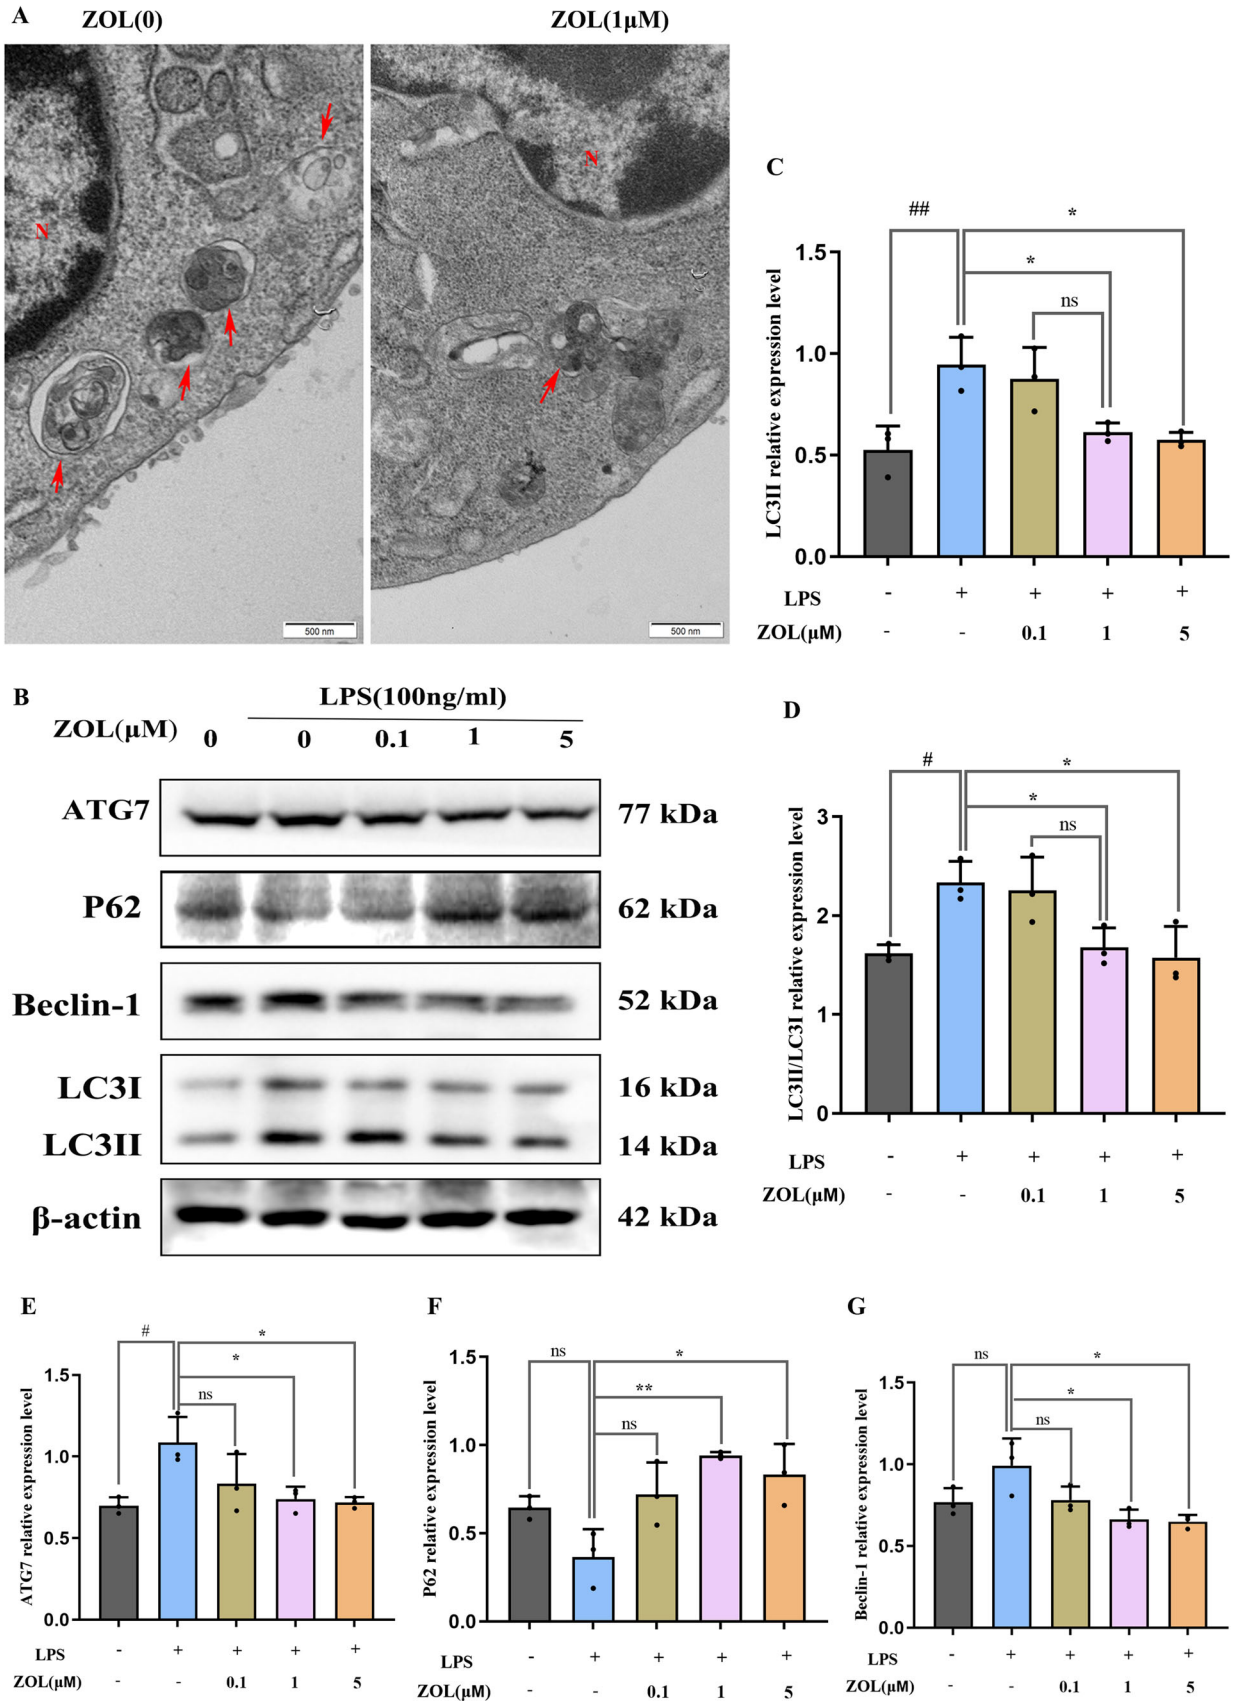 A ZOL(0) ZOL(1μM)
N
N
500 nm
500 nm
B LPS(100ng/ml)
ZOL(μM) 0 0 0.1 1 5
ATG7 77 kDa
P62 62 kDa
Beclin-1 52 kDa
LC3I 16 kDa
LC3II 14 kDa
β-actin 42 kDa
C
LC3II relative expression level
## *
*
ns
1.5
1.0
0.5
0.0
LPS - + + + +
ZOL(μM) - - 0.1 1 5
D
LC3II/LC3I relative expression level
# *
*
ns
3
2
1
0
LPS - + + + +
ZOL(μM) - - 0.1 1 5
E
ATG7 relative expression level
# *
*
ns
1.5
1.0
0.5
0.0
LPS - + + + +
ZOL(μM) - - 0.1 1 5
F
P62 relative expression level
ns *
**
ns
1.5
1.0
0.5
0.0
LPS - + + + +
ZOL(μM) - - 0.1 1 5
G
Beclin-1 relative expression level
ns *
*
ns
1.5
1.0
0.5
0.0
LPS - + + + +
ZOL(μM) - - 0.1 1 5